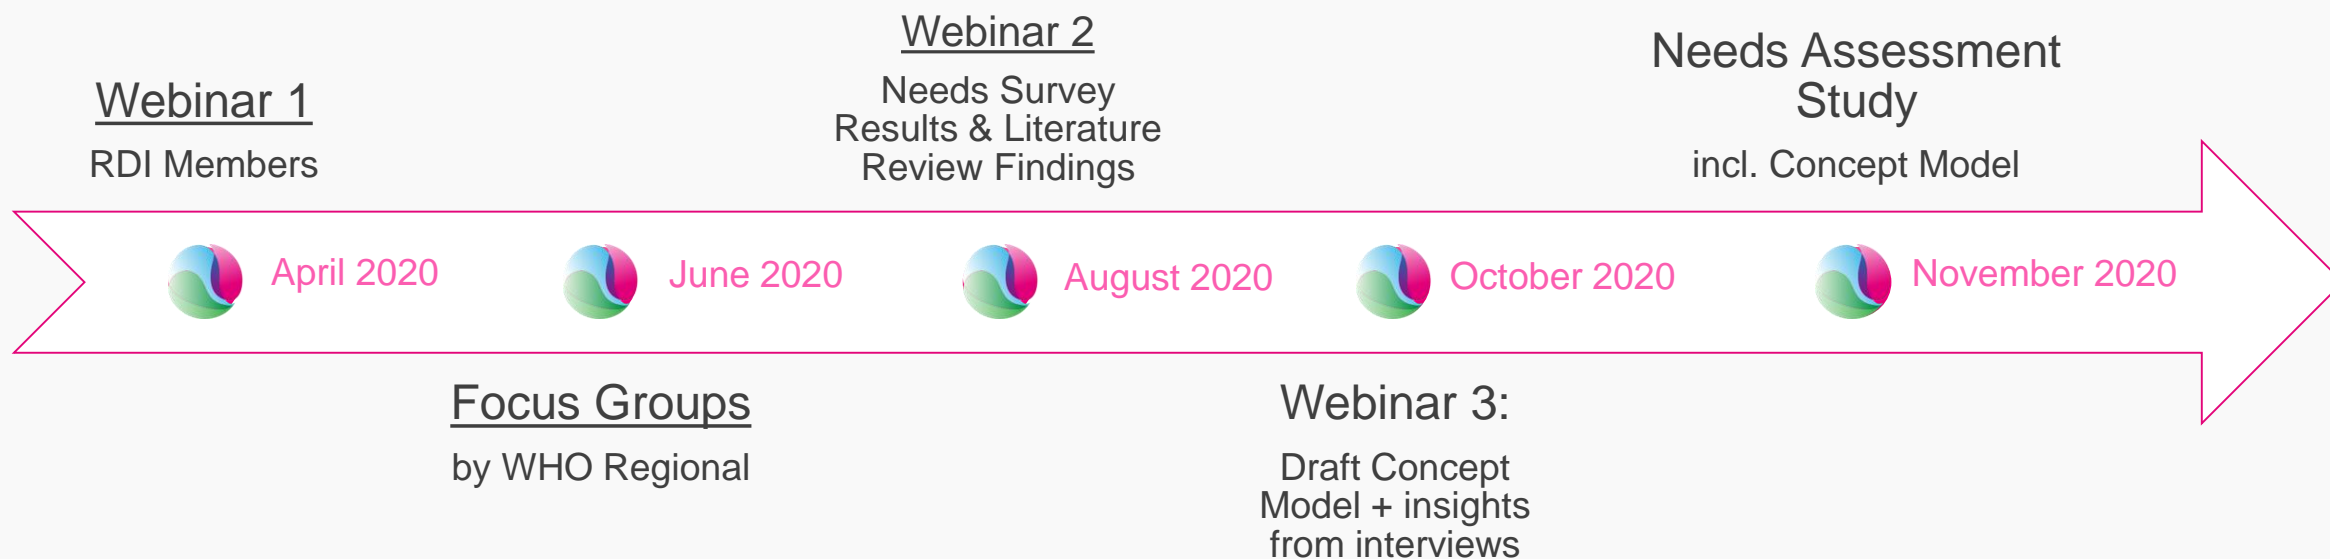 Webinar 1
RDI Members
Webinar 2
Needs Survey
Results & Literature
Review Findings
Needs Assessment
Study
incl. Concept Model
April 2020
June 2020
August 2020
October 2020
November 2020
Focus Groups
by WHO Regional
Webinar 3:
Draft Concept
Model + insights
from interviews